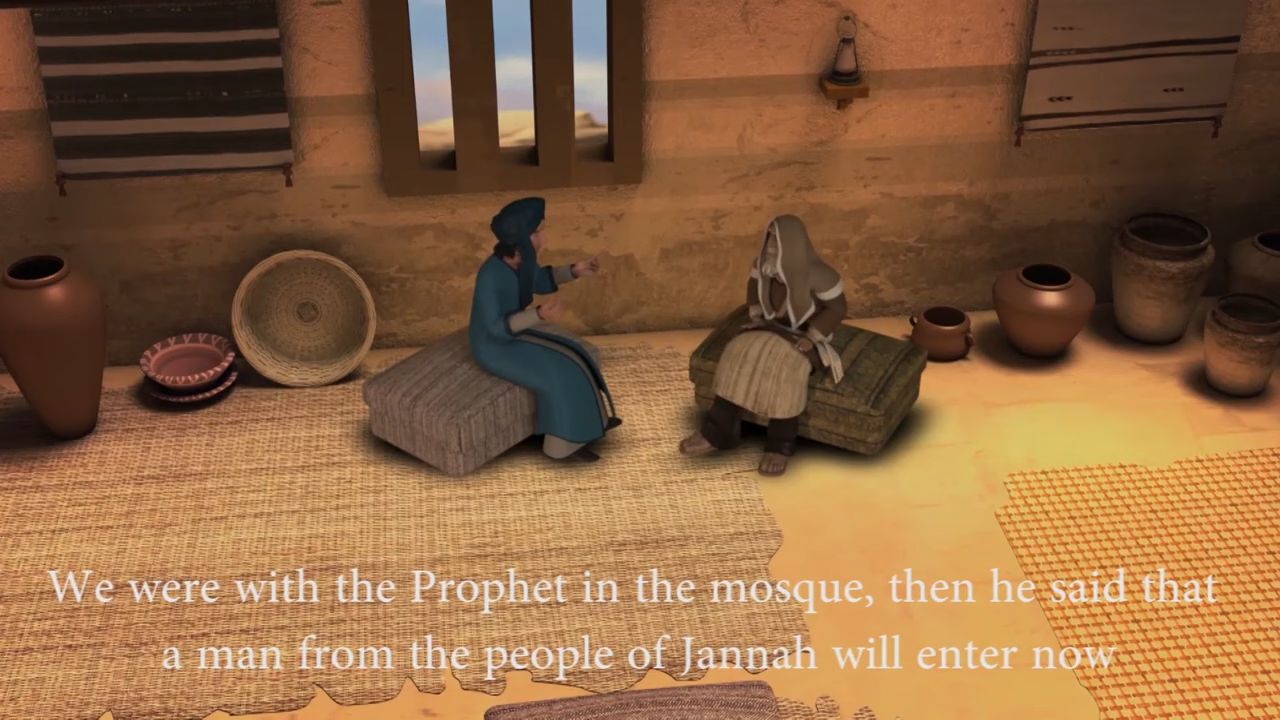 We were with the Prophet in the mosque, then he said that
a man from the people of Jannah will enter now